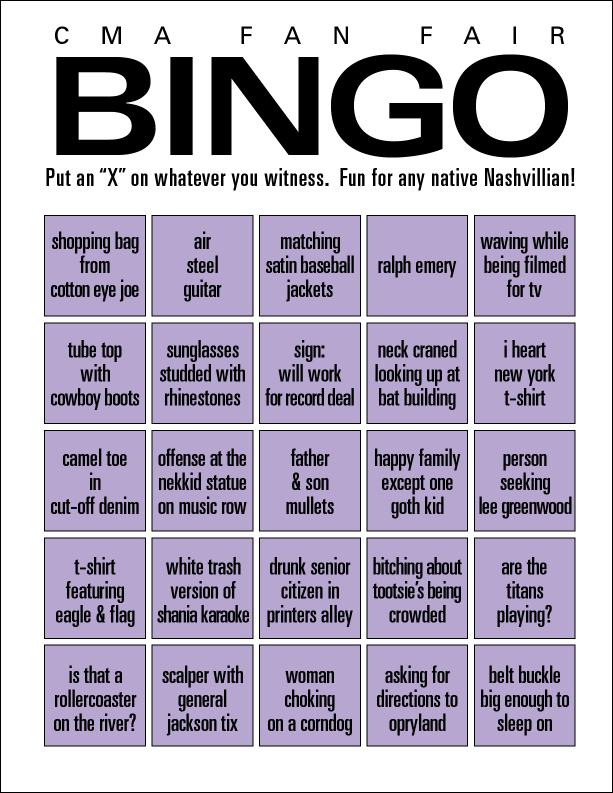 CMA FAN FAIR
BINGO
Put an “X” on whatever you witness. Fun for any native Nashvillian!
shopping bag
from
cotton eye joe
air
steel
guitar
matching
satin baseball
jackets
ralph emery
waving while
being filmed
for tv
tube top
with
cowboy boots
sunglasses
studded with
rhinestones
sign:
will work
for record deal
neck craned
looking up at
bat building
i heart
new york
t-shirt
camel toe
in
cut-off denim
offense at the
nekkid statue
on music row
father
& son
mullets
happy family
except one
goth kid
person
seeking
lee greenwood
t-shirt
featuring
eagle & flag
white trash
version of
shania karaoke
drunk senior
citizen in
printers alley
bitching about
tootsie's being
crowded
are the
titans
playing?
is that a
rollercoaster
on the river?
scalper with
general
jackson tix
woman
choking
on a corndog
asking for
directions to
opryland
belt buckle
big enough to
sleep on